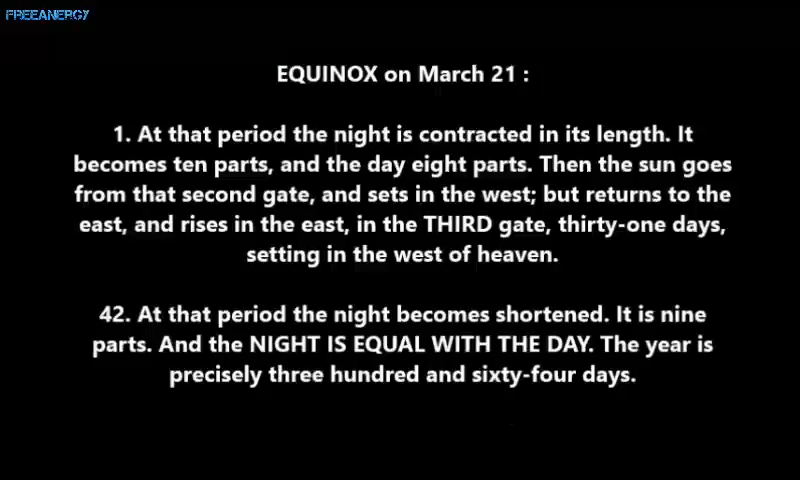 FREEANERGY
EQUINOX on March 21 :
1. At that period the night is contracted in its length. It
becomes ten parts, and the day eight parts. Then the sun goes
from that second gate, and sets in the west; but returns to the
east, and rises in the east, in the THIRD gate, thirty-one days,
setting in the west of heaven.
42. At that period the night becomes shortened. It is nine
parts. And the NIGHT IS EQUAL WITH THE DAY. The year is
precisely three hundred and sixty-four days.